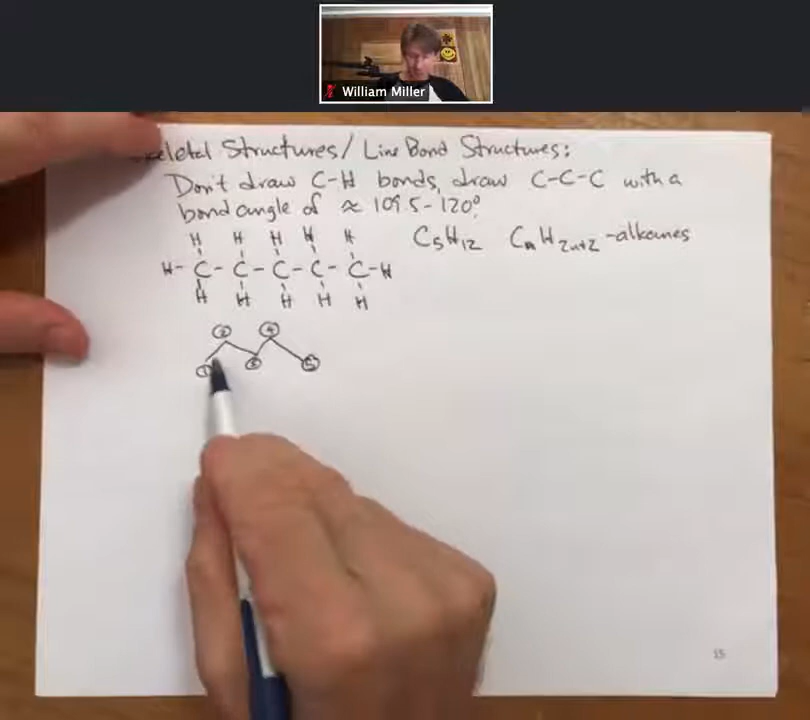 William Miller
keletal Structures/ Line Bond Structures:
Don't draw C-H bonds, draw C-C-C with a
bond angle of ≈ 109.5-120°.
H H H H H C5H12 CnH2n+2 -alkanes
H-C-C-C-C-C-H
H H H H H
2 4
1 3 5
15